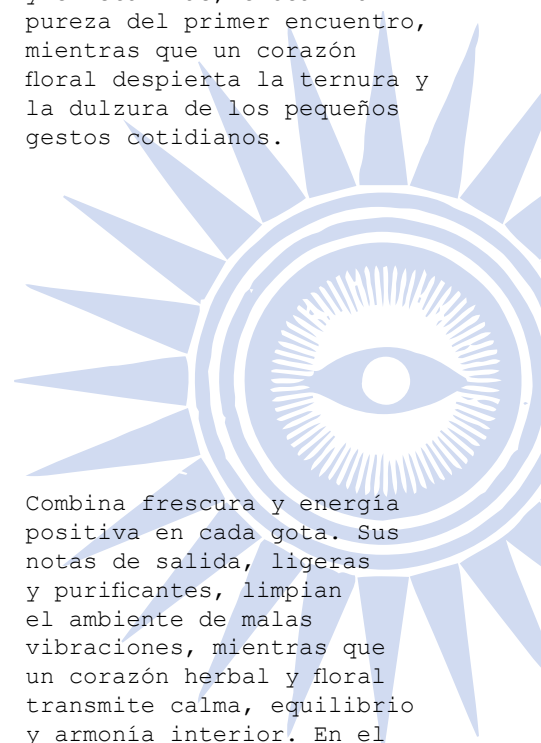 pureza del primer encuentro,
mientras que un corazón
floral despierta la ternura y
la dulzura de los pequeños
gestos cotidianos.
Combina frescura y energía
positiva en cada gota. Sus
notas de salida, ligeras
y purificantes, limpian
el ambiente de malas
vibraciones, mientras que
un corazón herbal y floral
transmite calma, equilibrio
y armonía interior. En el